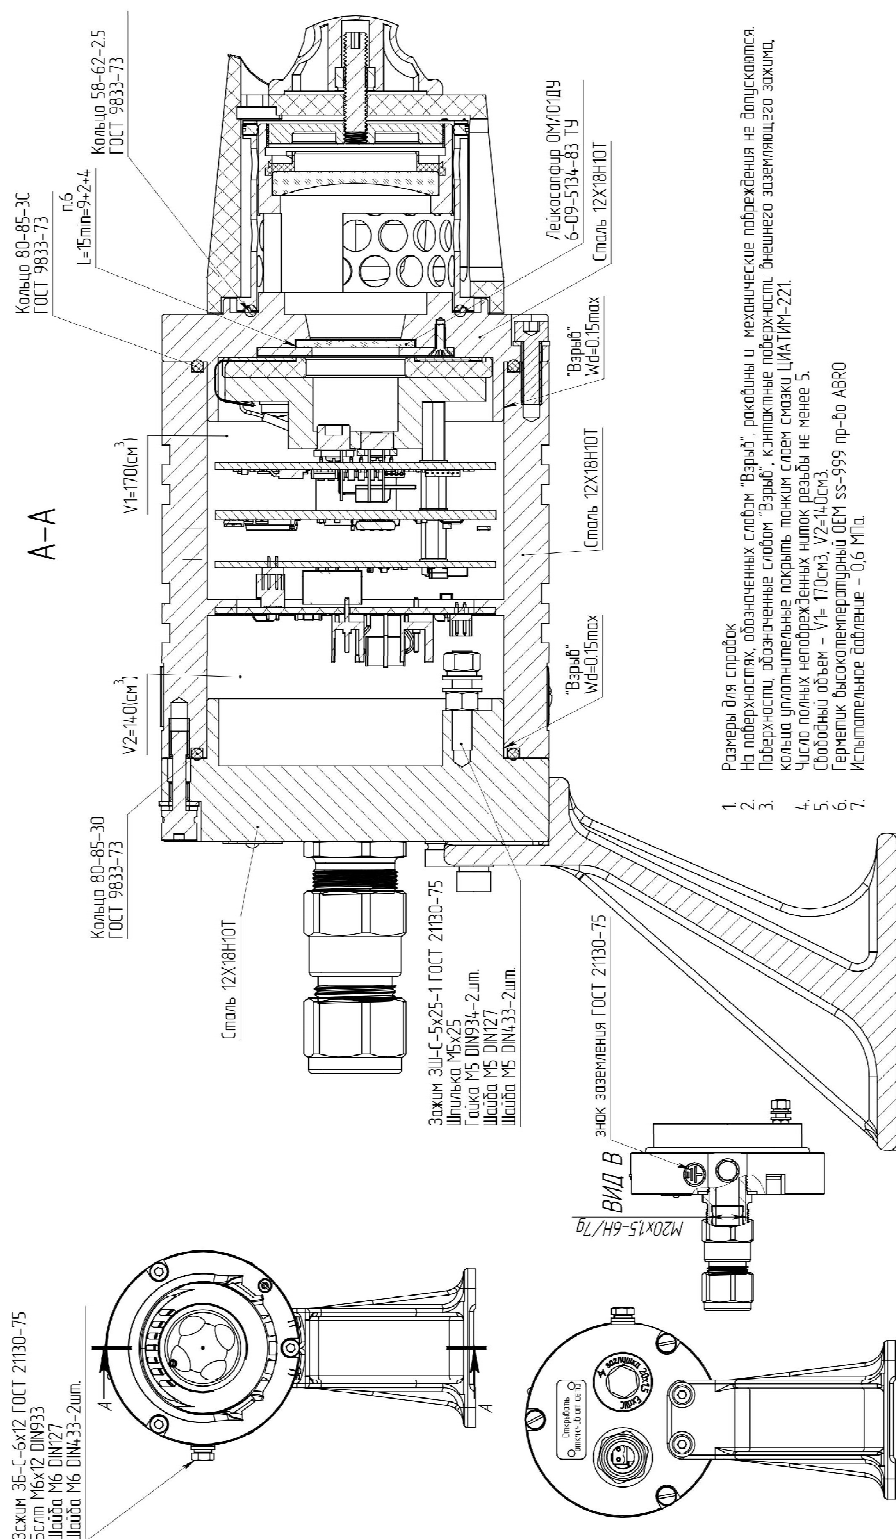 А-А
Кольцо 80-85-30
ГОСТ 9833-73
V2=140(см³)
V1=170(см³)
Кольцо 80-85-30
ГОСТ 9833-73
п.6
L=15min=9+2+4
Кольцо 58-62-2.5
ГОСТ 9833-73
Сталь 12Х18Н10Т
Зажим ЗШ-С-5х25-1 ГОСТ 21130-75
Шпилька М5х25
Гайка М5 DIN934-2шт.
Шайба М5 DIN127
Шайба М5 DIN433-2шт.
"Взрыв"
Wd=0.15max
Сталь 12Х18Н10Т
"Взрыв"
Wd=0.15max
Лейкосапфир ОМ/01ДУ
6-09-5134-83 ТУ
Сталь 12Х18Н10Т
1. Размеры для справок
2. На поверхностях, обозначенных словом "Взрыв", раковины и механические повреждения не допускаются.
3. Поверхности, обозначенные словом "Взрыв", контактные поверхности внешнего заземляющего зажима,
кольца уплотнительные покрыть тонким слоем смазки ЦИАТИМ-221.
4. Число полных неповрежденных ниток резьбы не менее 5.
5. Свободный объем - V1= 170см3, V2=140см3.
6. Герметик высокотемпературный OEM ss-999 пр-во ABRO
7. Испытательное давление - 0,6 МПа.
Зажим ЗБ-С-6х12 ГОСТ 21130-75
Болт М6х12 DIN933
Шайба М6 DIN127
Шайба М6 DIN433-2шт.
А
А
ВИД В
М20х1,5-6Н/7g
знак заземления ГОСТ 21130-75
Открывать